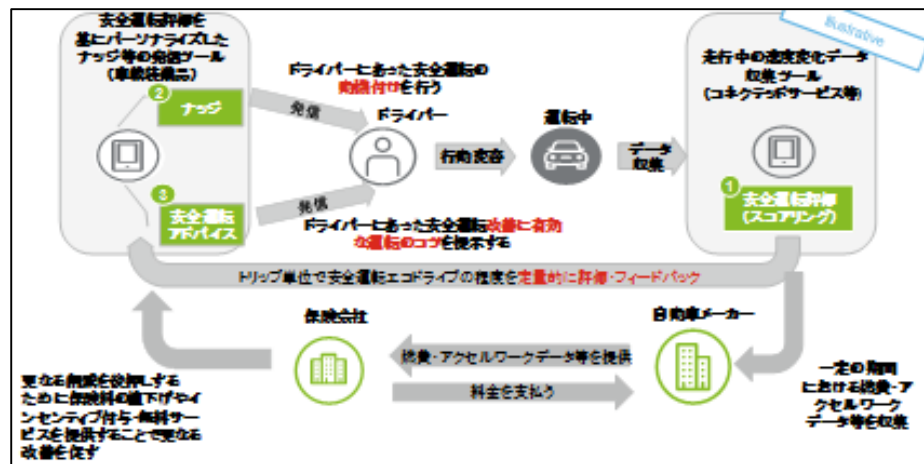 安全運転評価を
基にパーソナライズした
ナッジ等の発信ツール
(車載装備品)
2
ナッジ
3
安全運転
アドバイス
ドライバーにあった安全運転の
動機付けを行う
発信
ドライバー
発信
ドライバーにあった安全運転改善に有効
な運転のコツを提示する
行動変容
運転中
データ
収集
Illustrative
走行中の速度変化データ
収集ツール
(コネクテッドサービス等)
1
安全運転評価
(スコアリング)
トリップ単位で安全運転エコドライブの程度を定量的に評価・フィードバック
保険会社
自動車メーカー
燃費・アクセルワークデータ等を提供
料金を支払う
更なる削減を後押しする
ために保険料の値下げやイ
ンセンティブ付与・無料サー
ビスを提供することで更なる
改善を促す
一定の期間
における燃費・ア
クセルワーク
データ等を収集